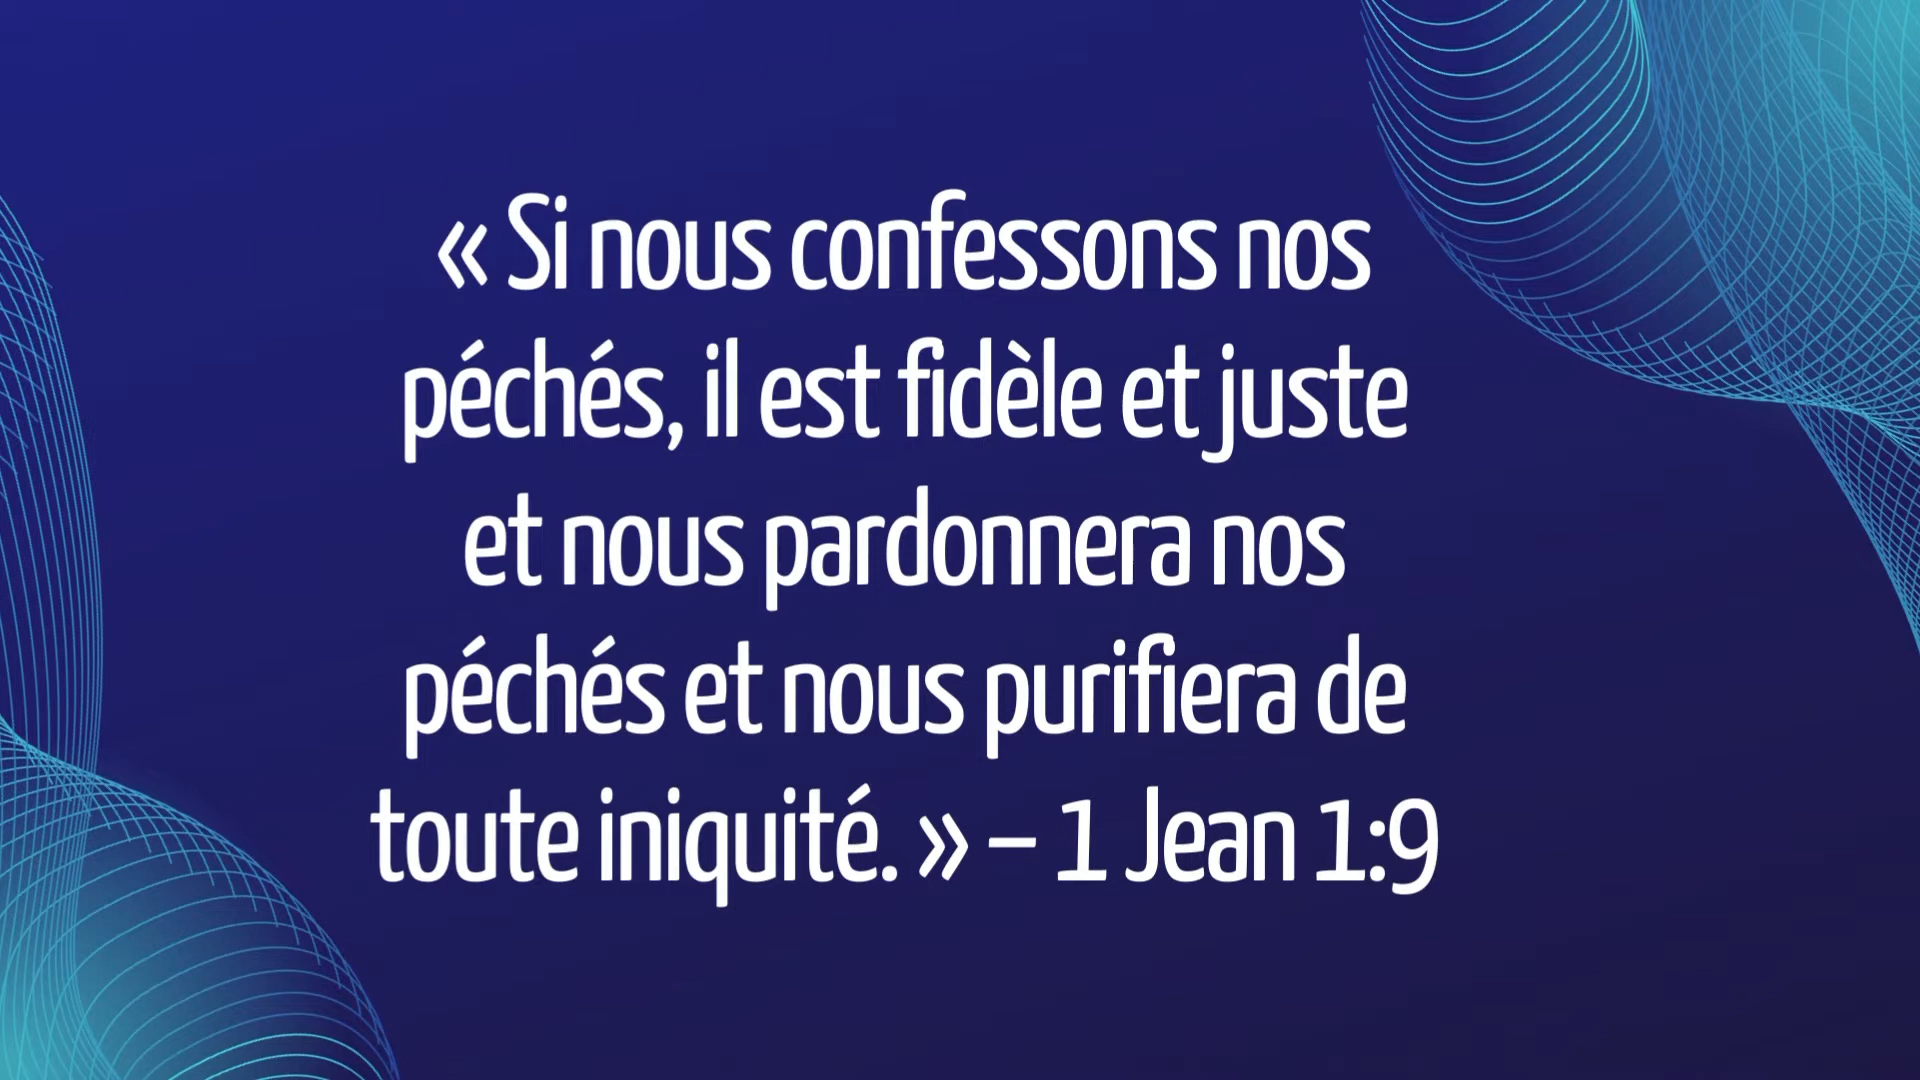 « Si nous confessons nos
péchés, il est fidèle et juste
et nous pardonnera nos
péchés et nous purifiera de
toute iniquité. » – 1 Jean 1:9